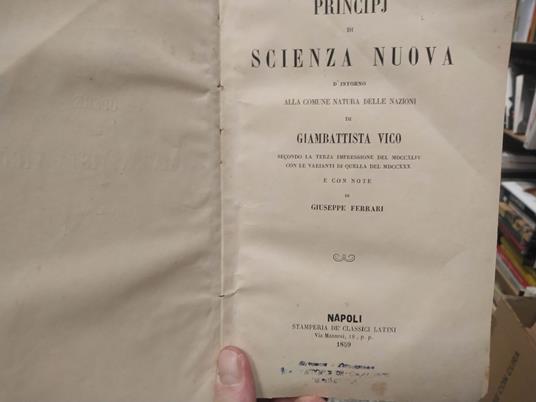 PRINCIPJ
DI
SCIENZA NUOVA
D'INTORNO
ALLA COMUNE NATURA DELLE NAZIONI
DI
GIAMBATTISTA VICO
SECONDO LA TERZA IMPRESSIONE DEL MDCCXLIV
CON LE VARIANTI DI QUELLA DEL MDCCXXX
E CON NOTE
DI
GIUSEPPE FERRARI
NAPOLI
STAMPERIA DE' CLASSICI LATINI
Via Mannesi, 18, p. p.
1859